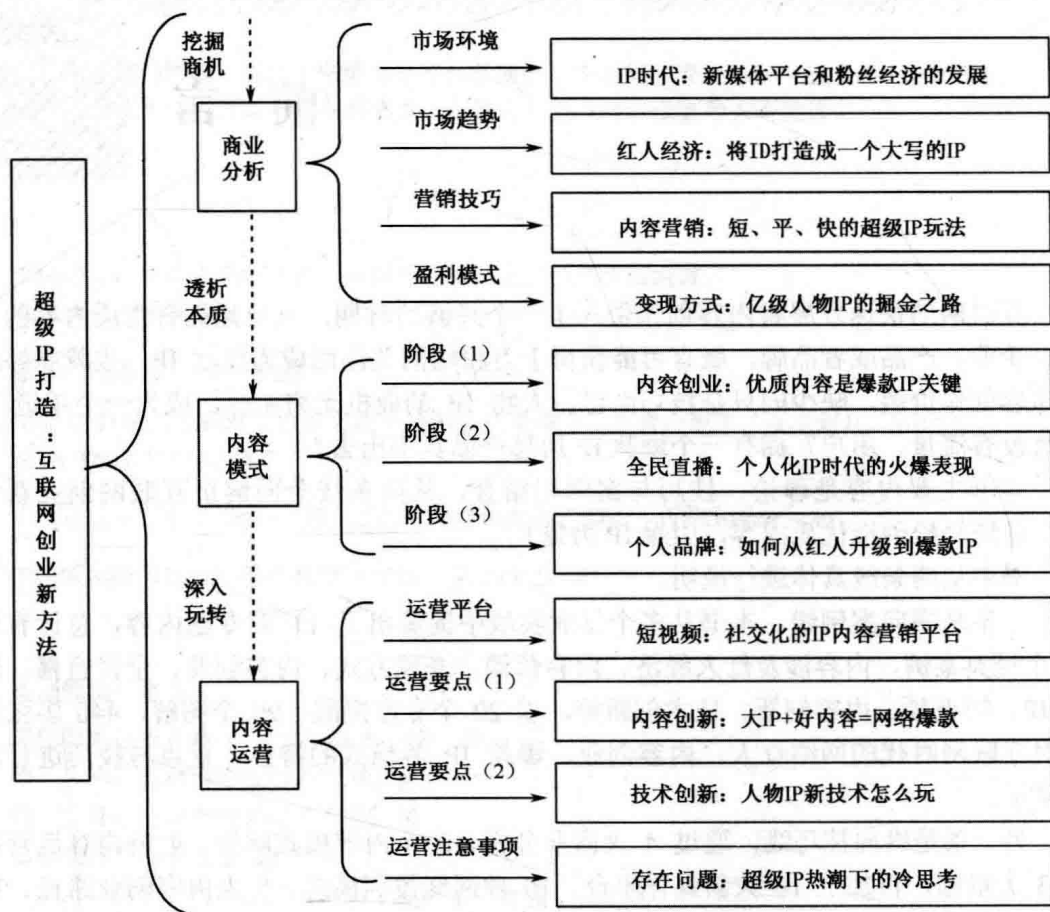 超级IP打造：互联网创业新方法
挖掘
商机
商业
分析
市场环境
IP时代：新媒体平台和粉丝经济的发展
市场趋势
红人经济：将ID打造成一个大写的IP
营销技巧
内容营销：短、平、快的超级IP玩法
盈利模式
变现方式：亿级人物IP的掘金之路
透析
本质
内容
模式
阶段（1）
内容创业：优质内容是爆款IP关键
阶段（2）
全民直播：个人化IP时代的火爆表现
阶段（3）
个人品牌：如何从红人升级到爆款IP
深入
玩转
内容
运营
运营平台
短视频：社交化的IP内容营销平台
运营要点（1）
内容创新：大IP+好内容=网络爆款
运营要点（2）
技术创新：人物IP新技术怎么玩
运营注意事项
存在问题：超级IP热潮下的冷思考